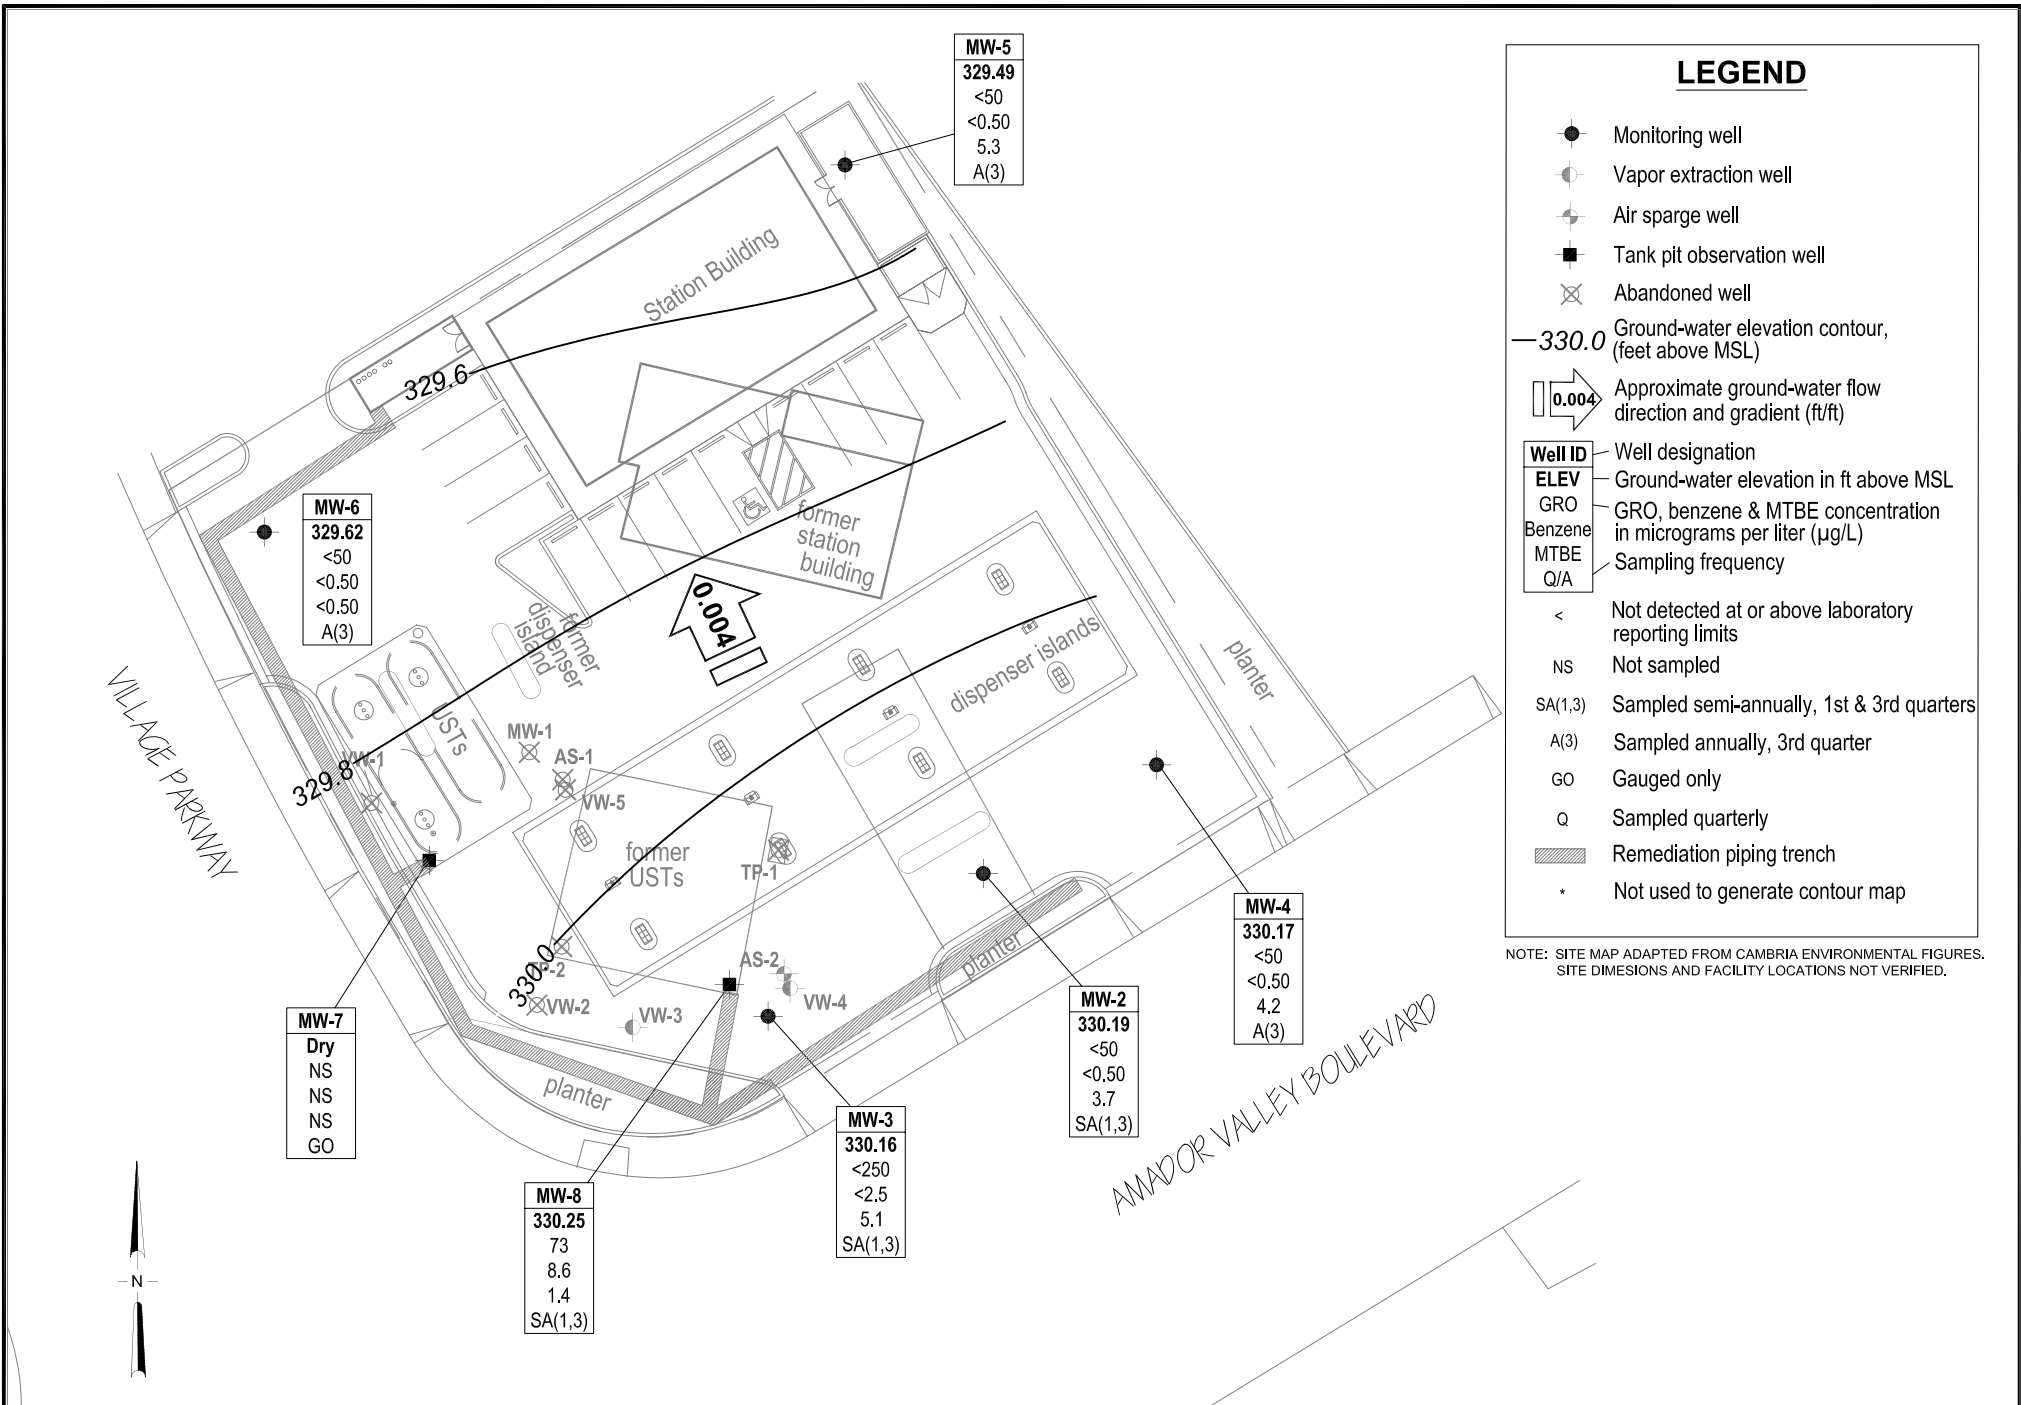 MW-5
329.49
<50
<0.50
5.3
A(3)
Station Building
329.6
MW-6
329.62
<50
<0.50
<0.50
A(3)
former
station
building
0.004
former
dispenser
island
USTs
MW-1
AS-1
VW-5
VW-1
329.8
VILLAGE PARKWAY
dispenser islands
planter
former
USTs
TP-1
TP-2
330.0
VW-2
VW-3
AS-2
VW-4
planter
planter
MW-4
330.17
<50
<0.50
4.2
A(3)
MW-2
330.19
<50
<0.50
3.7
SA(1,3)
MW-7
Dry
NS
NS
NS
GO
MW-3
330.16
<250
<2.5
5.1
SA(1,3)
MW-8
330.25
73
8.6
1.4
SA(1,3)
AMADOR VALLEY BOULEVARD
N
LEGEND
Monitoring well
Vapor extraction well
Air sparge well
Tank pit observation well
Abandoned well
330.0 Ground-water elevation contour,
(feet above MSL)
0.004 Approximate ground-water flow
direction and gradient (ft/ft)
Well ID Well designation
ELEV Ground-water elevation in ft above MSL
GRO GRO, benzene & MTBE concentration
Benzene in micrograms per liter (µg/L)
MTBE
Q/A Sampling frequency
< Not detected at or above laboratory
reporting limits
NS Not sampled
SA(1,3) Sampled semi-annually, 1st & 3rd quarters
A(3) Sampled annually, 3rd quarter
GO Gauged only
Q Sampled quarterly
Remediation piping trench
* Not used to generate contour map
NOTE: SITE MAP ADAPTED FROM CAMBRIA ENVIRONMENTAL FIGURES.
SITE DIMESIONS AND FACILITY LOCATIONS NOT VERIFIED.